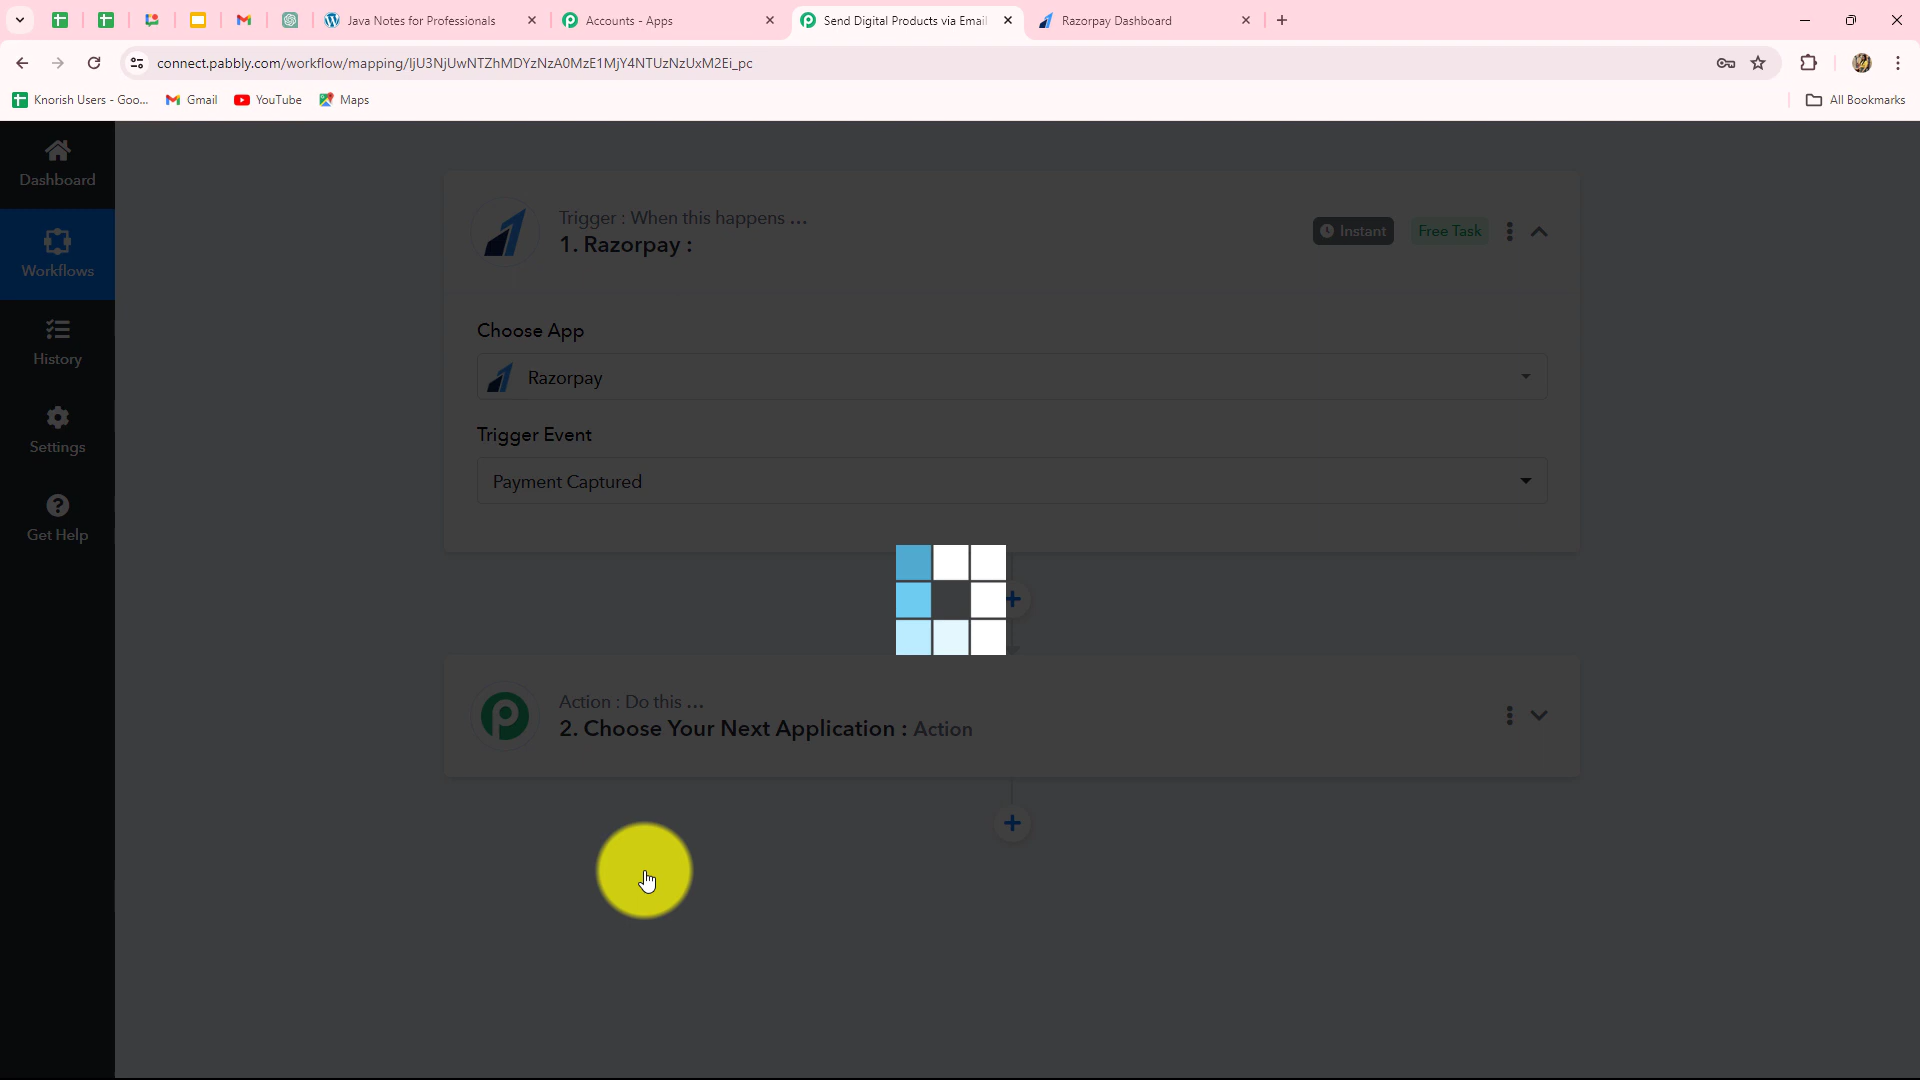 Java Notes for Professionals
Accounts - Apps
Send Digital Products via Email
Razorpay Dashboard
connect.pabbly.com/workflow/mapping/IjU3NjUwNTZhMDYzNzA0MzE1MjY4NTUzNzUxM2Ei_pc
Knorish Users - Goo...
Gmail
YouTube
Maps
All Bookmarks
Dashboard
Workflows
History
Settings
Get Help
Trigger : When this happens ...
1. Razorpay :
Instant
Free Task
Choose App
Razorpay
Trigger Event
Payment Captured
Action : Do this ...
2. Choose Your Next Application : Action